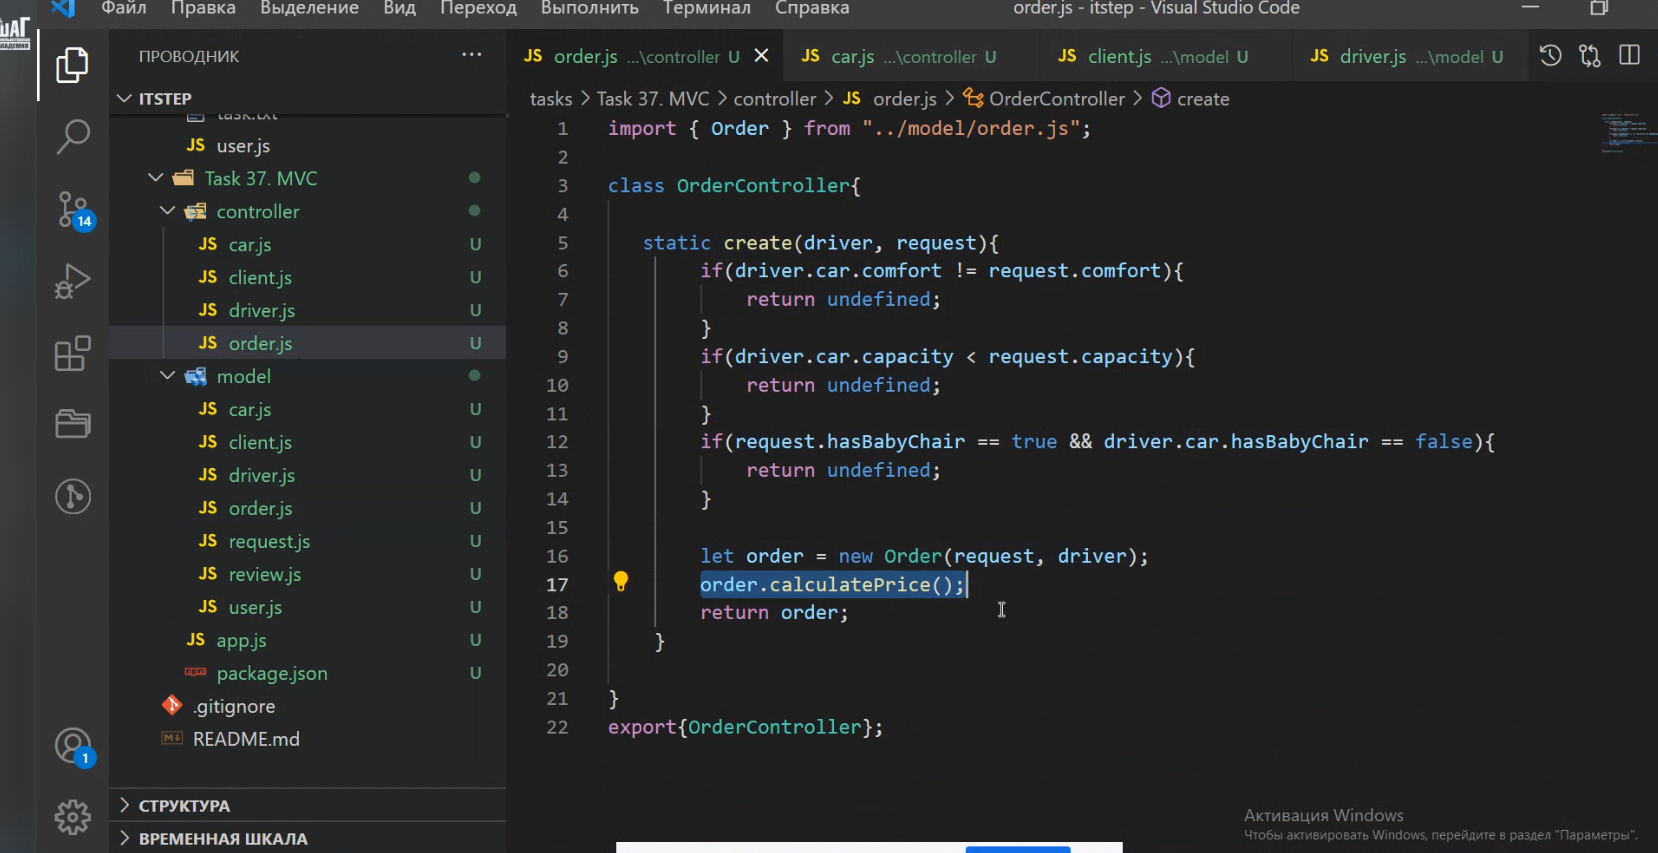 Файл Правка Выделение Вид Переход Выполнить Терминал Справка order.js - itstep - Visual Studio Code
ШАГ
ПРОВОДНИК ...
JS order.js ...\controller U
JS car.js ...\controller U
JS client.js ...\model U
JS driver.js ...\model U
ITSTEP
tasks > Task 37. MVC > controller > JS order.js > OrderController > create
task.txt
JS user.js
Task 37. MVC
controller
JS car.js U
JS client.js U
JS driver.js U
JS order.js U
model
JS car.js U
JS client.js U
JS driver.js U
JS order.js U
JS request.js U
JS review.js U
JS user.js U
JS app.js U
package.json U
.gitignore
README.md
СТРУКТУРА
ВРЕМЕННАЯ ШКАЛА
14
1
1 import { Order } from "../model/order.js";
2
3 class OrderController{
4
5 static create(driver, request){
6 if(driver.car.comfort != request.comfort){
7 return undefined;
8 }
9 if(driver.car.capacity < request.capacity){
10 return undefined;
11 }
12 if(request.hasBabyChair == true && driver.car.hasBabyChair == false){
13 return undefined;
14 }
15
16 let order = new Order(request, driver);
17 order.calculatePrice();
18 return order;
19 }
20
21 }
22 export{OrderController};
Активация Windows
Чтобы активировать Windows, перейдите в раздел "Параметры".